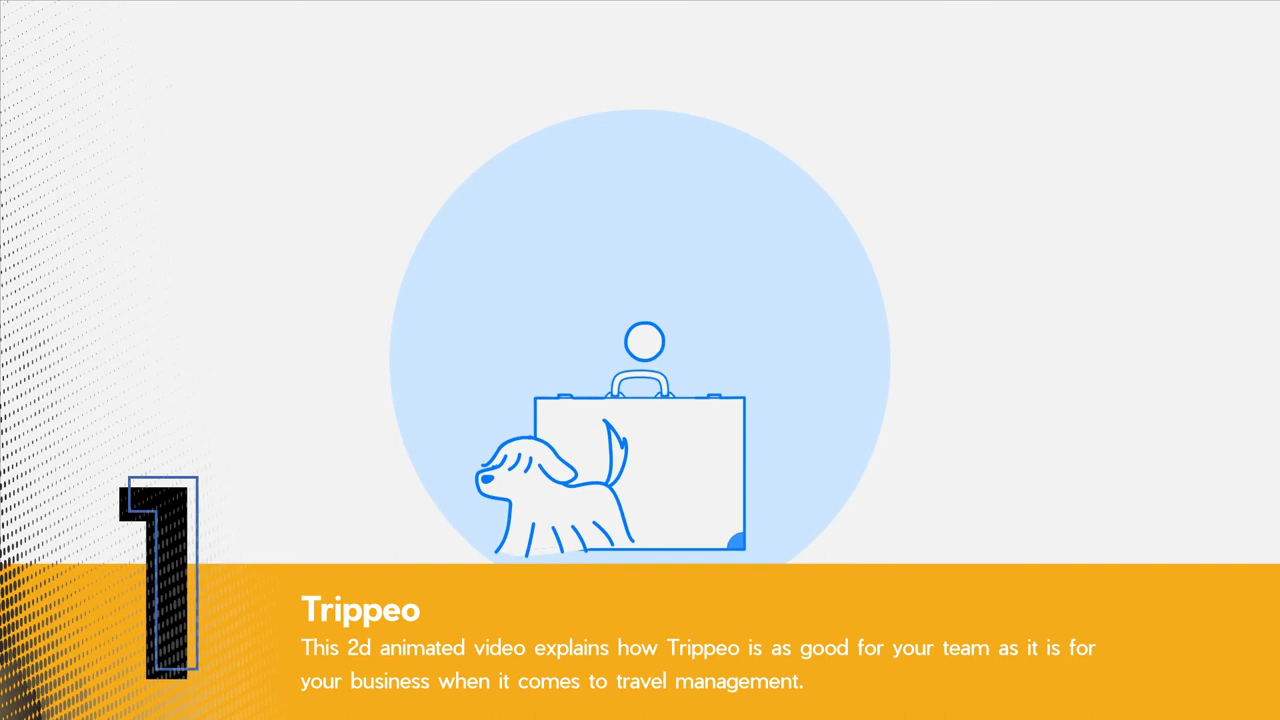 1
Trippeo
This 2d animated video explains how Trippeo is as good for your team as it is for
your business when it comes to travel management.